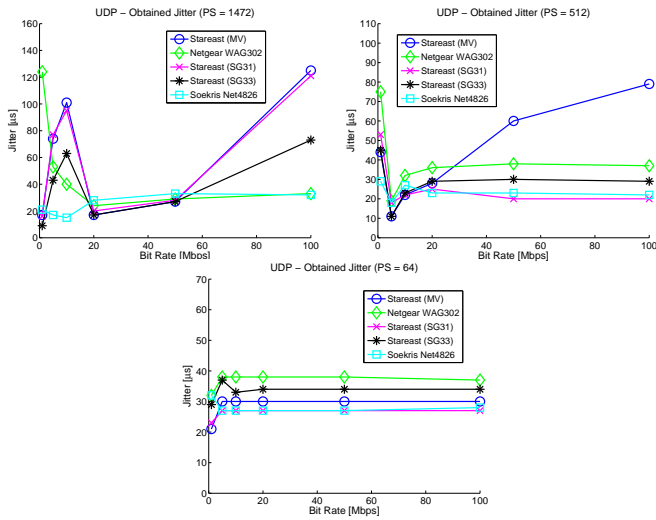 UDP − Obtained Jitter (PS = 1472)
160
140
120
100
80
60
40
20
0
Jitter [µs]
0 20 40 60 80 100
Bit Rate [Mbps]
Stareast (MV)
Netgear WAG302
Stareast (SG31)
Stareast (SG33)
Soekris Net4826
UDP − Obtained Jitter (PS = 512)
110
100
90
80
70
60
50
40
30
20
10
0
Jitter [µs]
0 20 40 60 80 100
Bit Rate [Mbps]
Stareast (MV)
Netgear WAG302
Stareast (SG31)
Stareast (SG33)
Soekris Net4826
UDP − Obtained Jitter (PS = 64)
70
60
50
40
30
20
10
0
Jitter [µs]
0 20 40 60 80 100
Bit Rate [Mbps]
Stareast (MV)
Netgear WAG302
Stareast (SG31)
Stareast (SG33)
Soekris Net4826